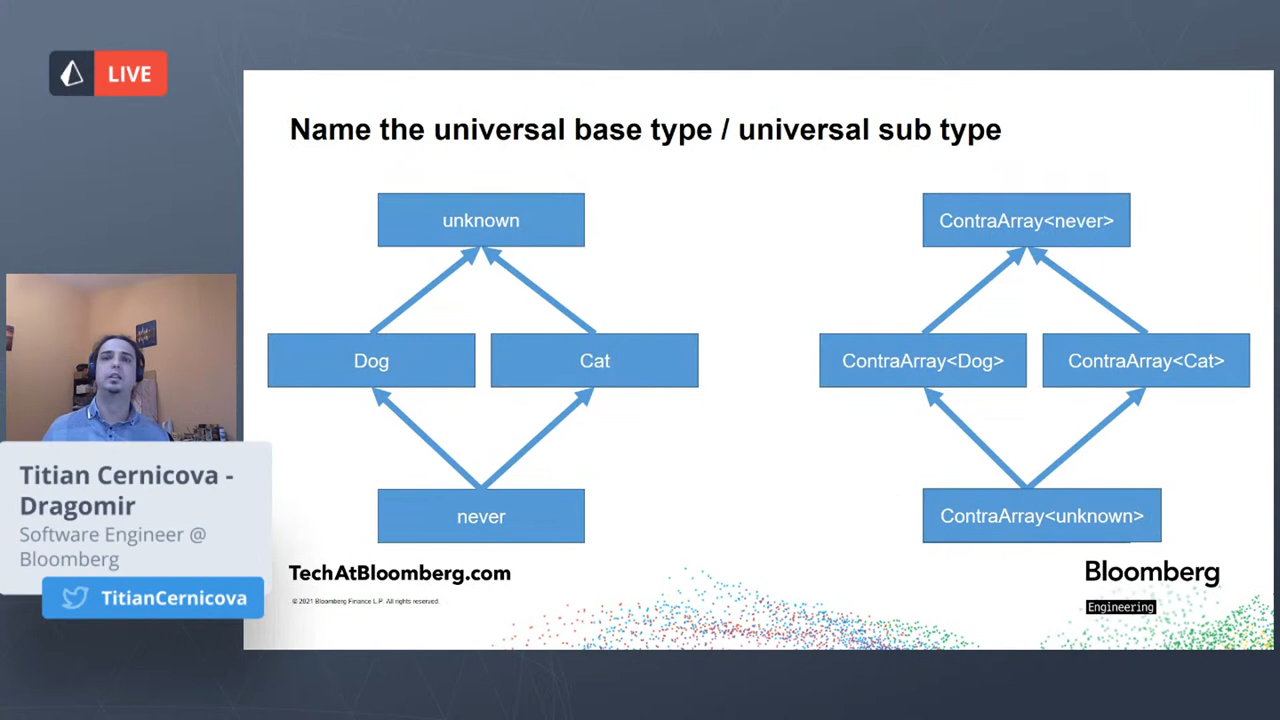 LIVE
Name the universal base type / universal sub type
unknown
Dog
Cat
never
ContraArray<never>
ContraArray<Dog>
ContraArray<Cat>
ContraArray<unknown>
Titian Cernicova -
Dragomir
Software Engineer @
Bloomberg
TitianCernicova
TechAtBloomberg.com
© 2021 Bloomberg Finance L.P. All rights reserved.
Bloomberg
Engineering